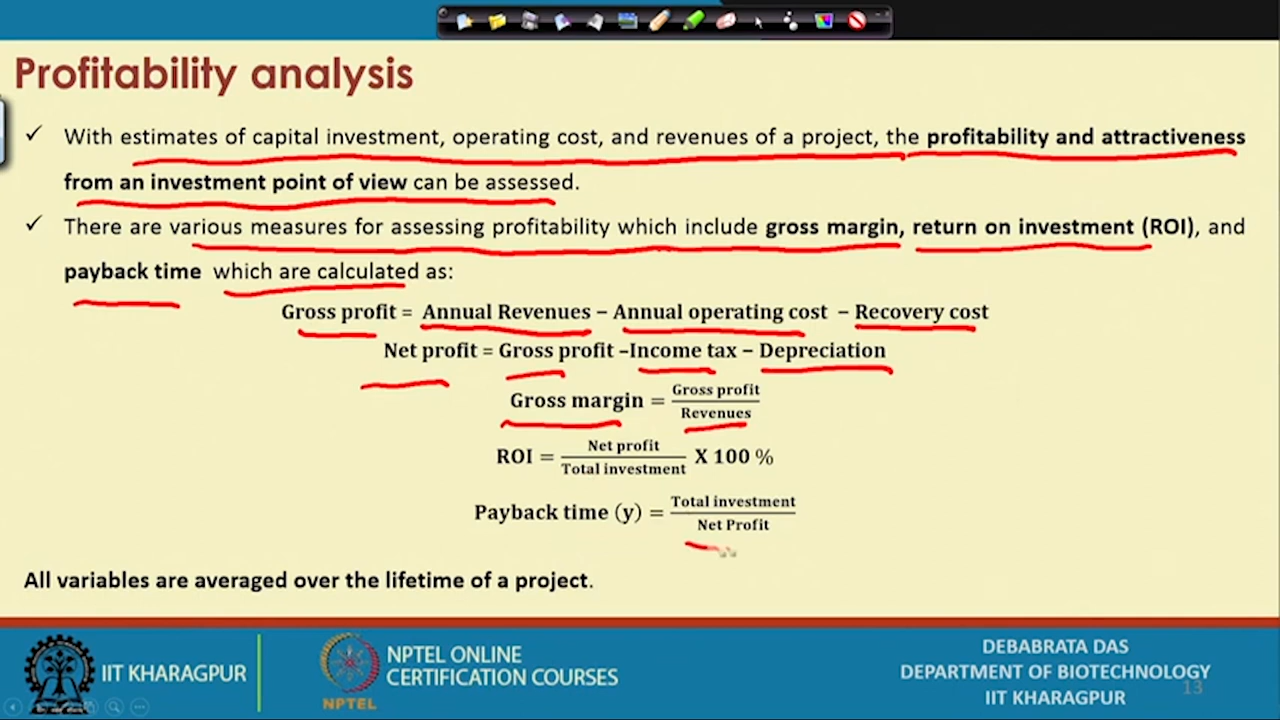 Profitability analysis
✓ With estimates of capital investment, operating cost, and revenues of a project, the profitability and attractiveness
from an investment point of view can be assessed.
✓ There are various measures for assessing profitability which include gross margin, return on investment (ROI), and
payback time which are calculated as:
Gross profit = Annual Revenues − Annual operating cost − Recovery cost
Net profit = Gross profit −Income tax − Depreciation
Gross margin = Gross profit / Revenues
ROI = Net profit / Total investment X 100 %
Payback time (y) = Total investment / Net Profit
All variables are averaged over the lifetime of a project.
IIT KHARAGPUR
NPTEL
NPTEL ONLINE
CERTIFICATION COURSES
DEBABRATA DAS
DEPARTMENT OF BIOTECHNOLOGY
IIT KHARAGPUR
13